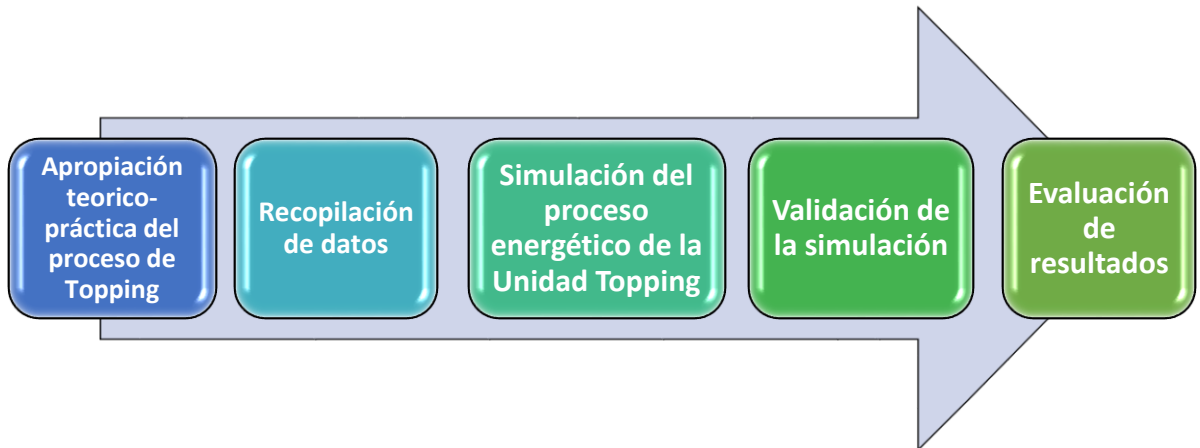 Apropiación
teorico-
práctica del
proceso de
Topping
Recopilación
de datos
Simulación del
proceso
energético de la
Unidad Topping
Validación de
la simulación
Evaluación
de
resultados